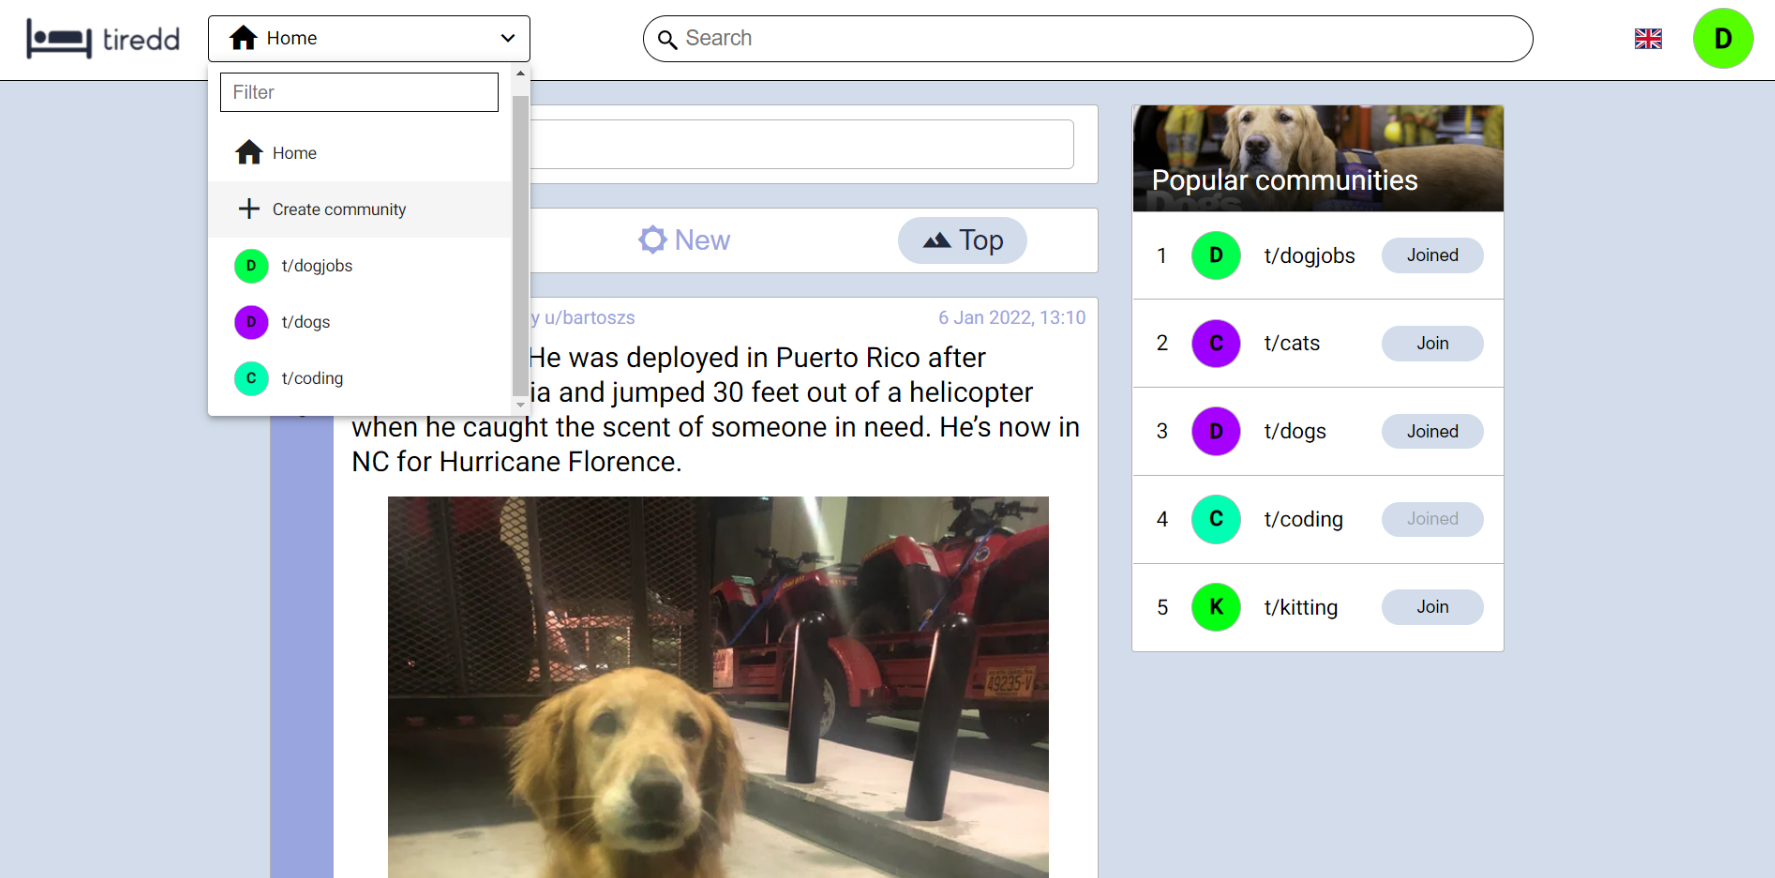 tiredd
Home
Search
D
Filter
Home
Create community
D t/dogjobs
D t/dogs
C t/coding
New
Top
y u/bartoszs
6 Jan 2022, 13:10
He was deployed in Puerto Rico after
ia and jumped 30 feet out of a helicopter
when he caught the scent of someone in need. He’s now in
NC for Hurricane Florence.
49235-V
Dogs
Popular communities
1 D t/dogjobs Joined
2 C t/cats Join
3 D t/dogs Joined
4 C t/coding Joined
5 K t/kitting Join